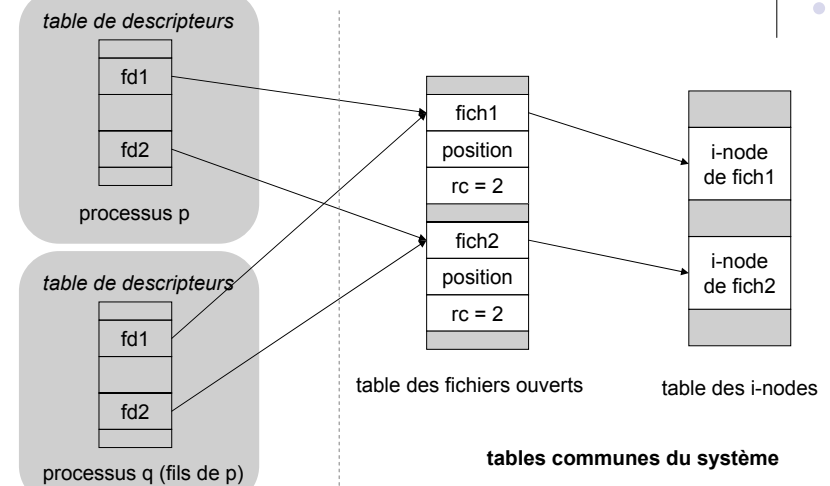 table de descripteurs
fd1
fd2
processus p
table de descripteurs
fd1
fd2
processus q (fils de p)
fich1
position
rc = 2
fich2
position
rc = 2
table des fichiers ouverts
i-node
de fich1
i-node
de fich2
table des i-nodes
tables communes du système